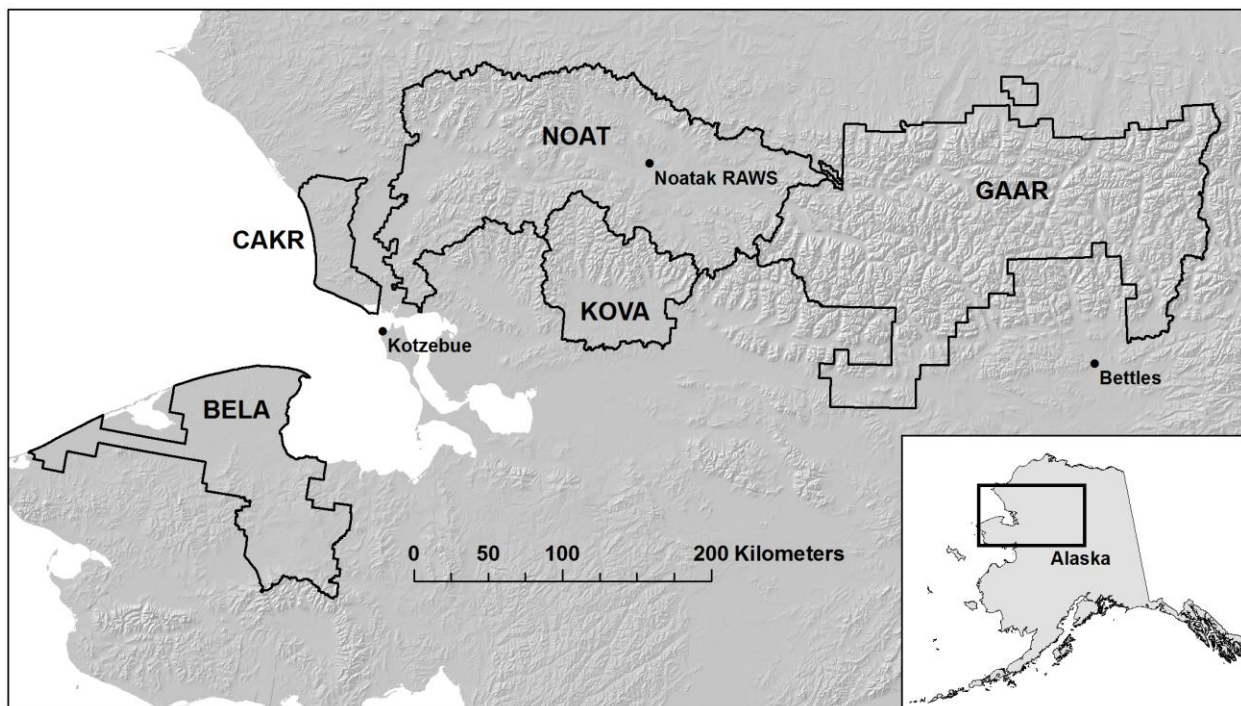 NOAT
Noatak RAWS
GAAR
CAKR
KOVA
Kotzebue
Bettles
BELA
0 50 100 200 Kilometers
Alaska